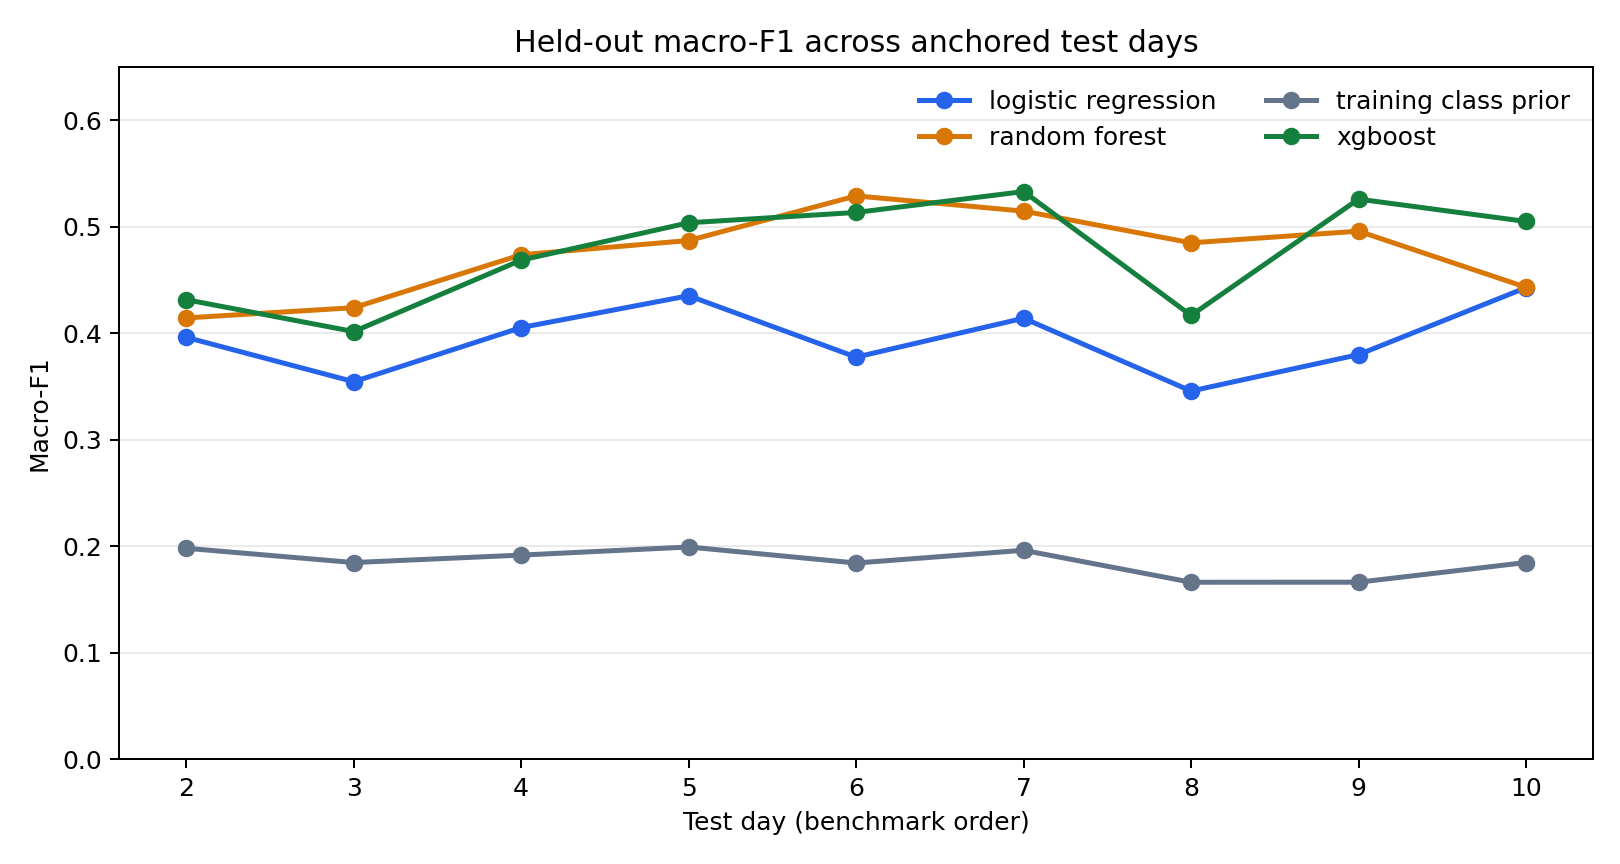 Held-out macro-F1 across anchored test days
logistic regression
random forest
training class prior
xgboost
Macro-F1
0.6
0.5
0.4
0.3
0.2
0.1
0.0
2 3 4 5 6 7 8 9 10
Test day (benchmark order)